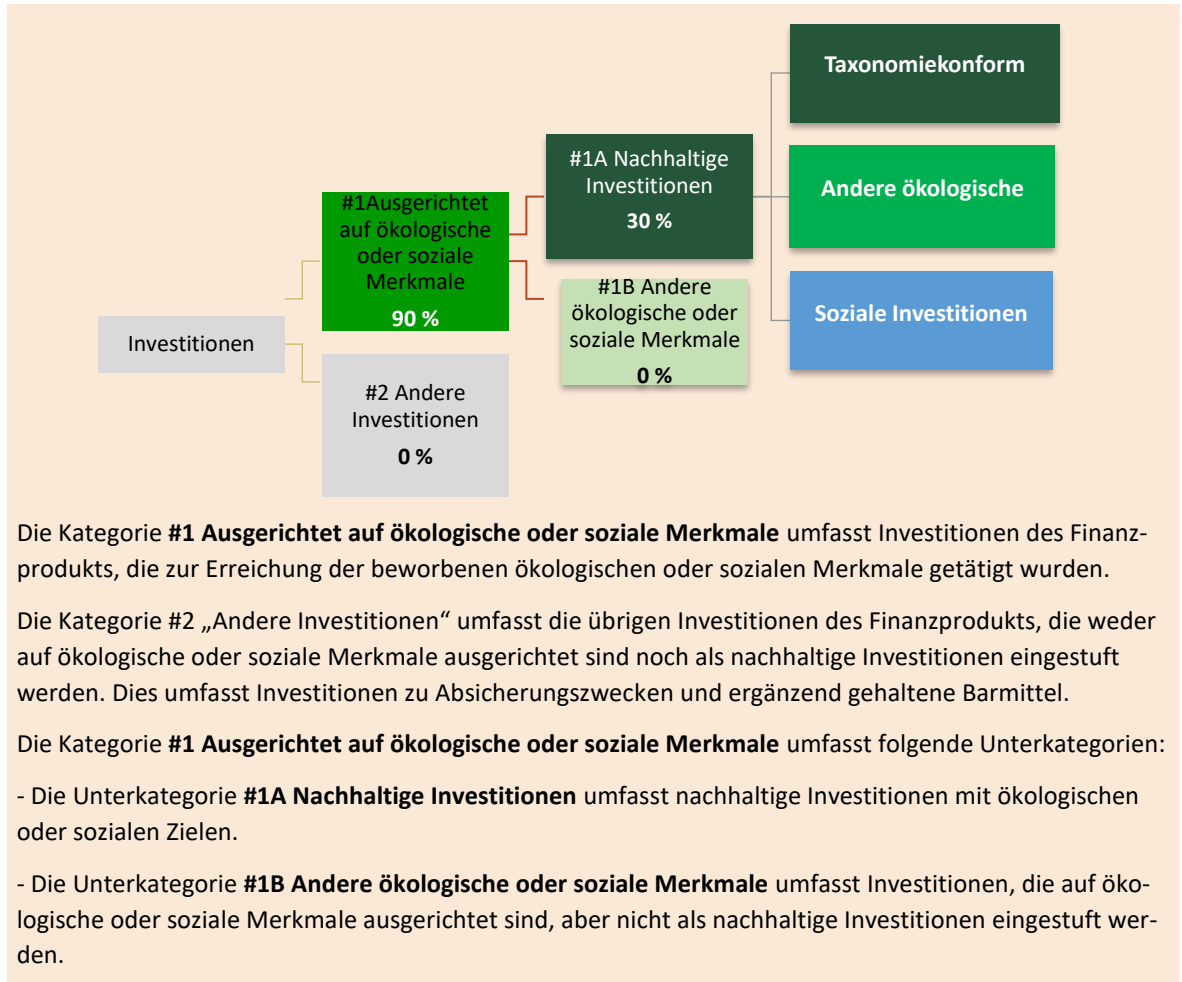 Taxonomiekonform
#1A Nachhaltige
Investitionen
30 %
Andere ökologische
#1Ausgerichtet
auf ökologische
oder soziale
Merkmale
90 %
#1B Andere
ökologische oder
soziale Merkmale
0 %
Soziale Investitionen
Investitionen
#2 Andere
Investitionen
0 %
Die Kategorie #1 Ausgerichtet auf ökologische oder soziale Merkmale umfasst Investitionen des Finanz-
produkts, die zur Erreichung der beworbenen ökologischen oder sozialen Merkmale getätigt wurden.
Die Kategorie #2 „Andere Investitionen“ umfasst die übrigen Investitionen des Finanzprodukts, die weder
auf ökologische oder soziale Merkmale ausgerichtet sind noch als nachhaltige Investitionen eingestuft
werden. Dies umfasst Investitionen zu Absicherungszwecken und ergänzend gehaltene Barmittel.
Die Kategorie #1 Ausgerichtet auf ökologische oder soziale Merkmale umfasst folgende Unterkategorien:
- Die Unterkategorie #1A Nachhaltige Investitionen umfasst nachhaltige Investitionen mit ökologischen
oder sozialen Zielen.
- Die Unterkategorie #1B Andere ökologische oder soziale Merkmale umfasst Investitionen, die auf öko-
logische oder soziale Merkmale ausgerichtet sind, aber nicht als nachhaltige Investitionen eingestuft wer-
den.